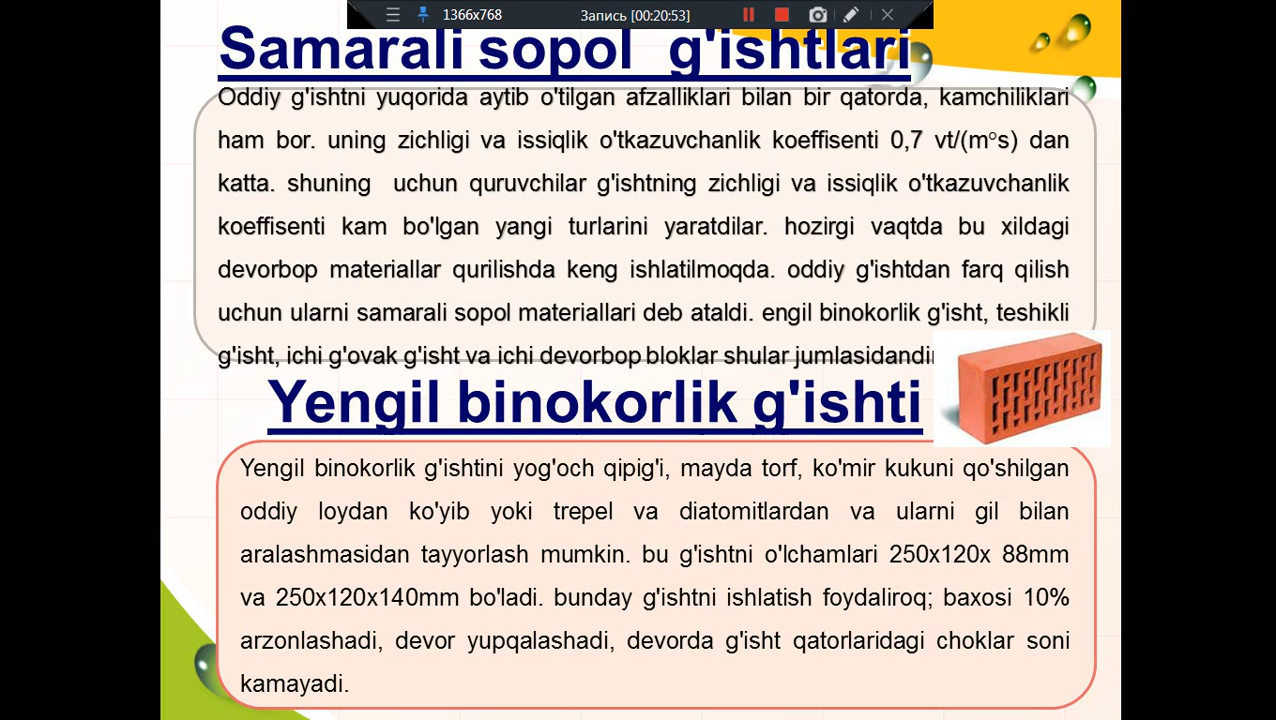 1366x768 Запись [00:20:53]
Samarali sopol g'ishtlari
Oddiy g'ishtni yuqorida aytib o'tilgan afzalliklari bilan bir qatorda, kamchiliklari
ham bor. uning zichligi va issiqlik o'tkazuvchanlik koeffisenti 0,7 vt/(m°s) dan
katta. shuning uchun quruvchilar g'ishtning zichligi va issiqlik o'tkazuvchanlik
koeffisenti kam bo'lgan yangi turlarini yaratdilar. hozirgi vaqtda bu xildagi
devorbop materiallar qurilishda keng ishlatilmoqda. oddiy g'ishtdan farq qilish
uchun ularni samarali sopol materiallari deb ataldi. engil binokorlik g'isht, teshikli
g'isht, ichi g'ovak g'isht va ichi devorbop bloklar shular jumlasidandir
Yengil binokorlik g'ishti
Yengil binokorlik g'ishtini yog'och qipig'i, mayda torf, ko'mir kukuni qo'shilgan
oddiy loydan ko'yib yoki trepel va diatomitlardan va ularni gil bilan
aralashmasidan tayyorlash mumkin. bu g'ishtni o'lchamlari 250x120x 88mm
va 250x120x140mm bo'ladi. bunday g'ishtni ishlatish foydaliroq; baxosi 10%
arzonlashadi, devor yupqalashadi, devorda g'isht qatorlaridagi choklar soni
kamayadi.